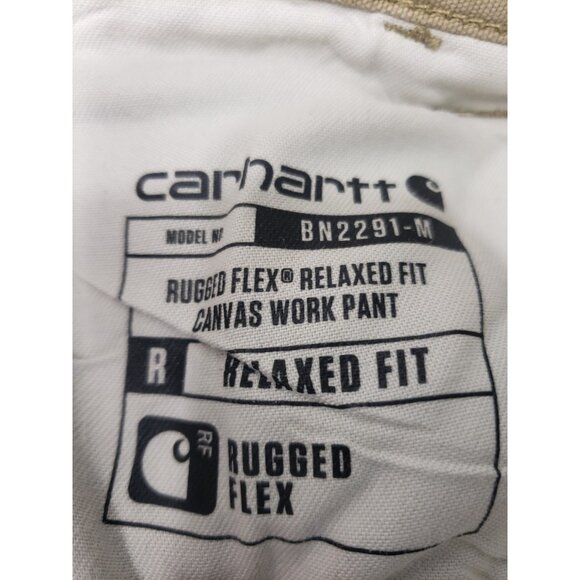 carhartt
MODEL Nº BN2291-M
RUGGED FLEX® RELAXED FIT
CANVAS WORK PANT
R RELAXED FIT
RF RUGGED
FLEX